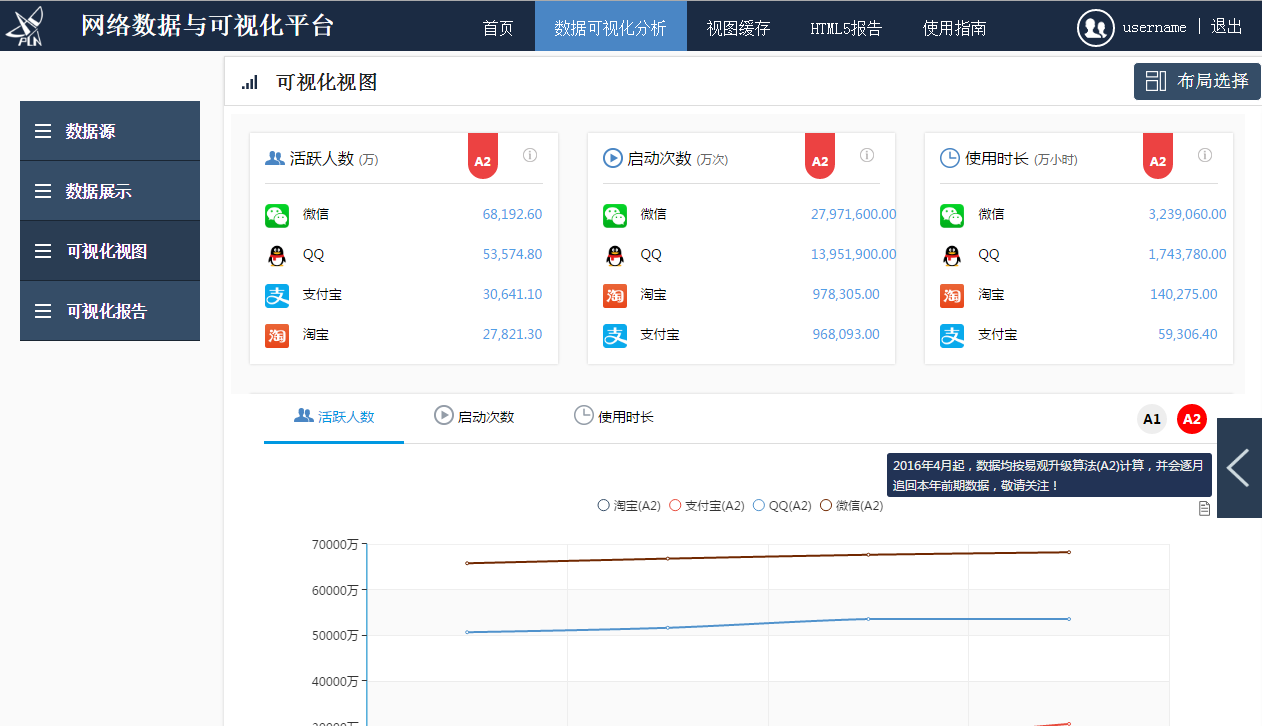 PLN
网络数据与可视化平台
首页 数据可视化分析 视图缓存 HTML5报告 使用指南
username | 退出
数据源
数据展示
可视化视图
可视化报告
可视化视图
布局选择
活跃人数 (万) A2
微信 68,192.60
QQ 53,574.80
支付宝 30,641.10
淘宝 27,821.30
启动次数 (万次) A2
微信 27,971,600.00
QQ 13,951,900.00
淘宝 978,305.00
支付宝 968,093.00
使用时长 (万小时) A2
微信 3,239,060.00
QQ 1,743,780.00
淘宝 140,275.00
支付宝 59,306.40
活跃人数 启动次数 使用时长
A1 A2
2016年4月起，数据均按易观升级算法(A2)计算，并会逐月
追回本年前期数据，敬请关注！
淘宝(A2) 支付宝(A2) QQ(A2) 微信(A2)
70000万
60000万
50000万
40000万